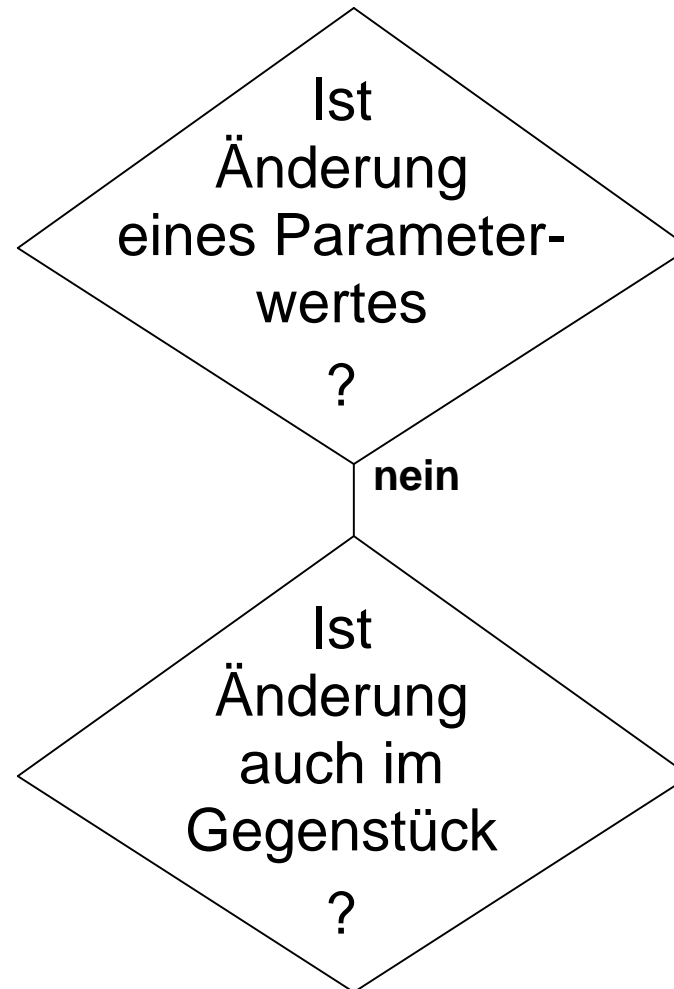 Ist
Änderung
eines Parameter-
wertes
?
nein
Ist
Änderung
auch im
Gegenstück
?